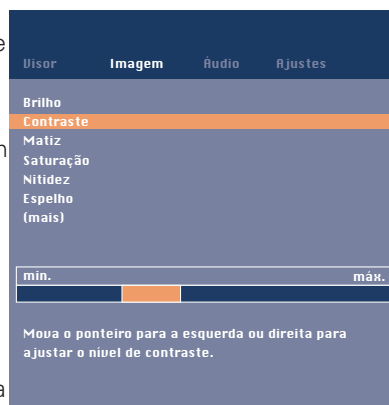 Visor Imagem Áudio Ajustes
Brilho
Contraste
Matiz
Saturação
Nitidez
Espelho
(mais)
min. máx.
Mova o ponteiro para a esquerda ou direita para
ajustar o nível de contraste.